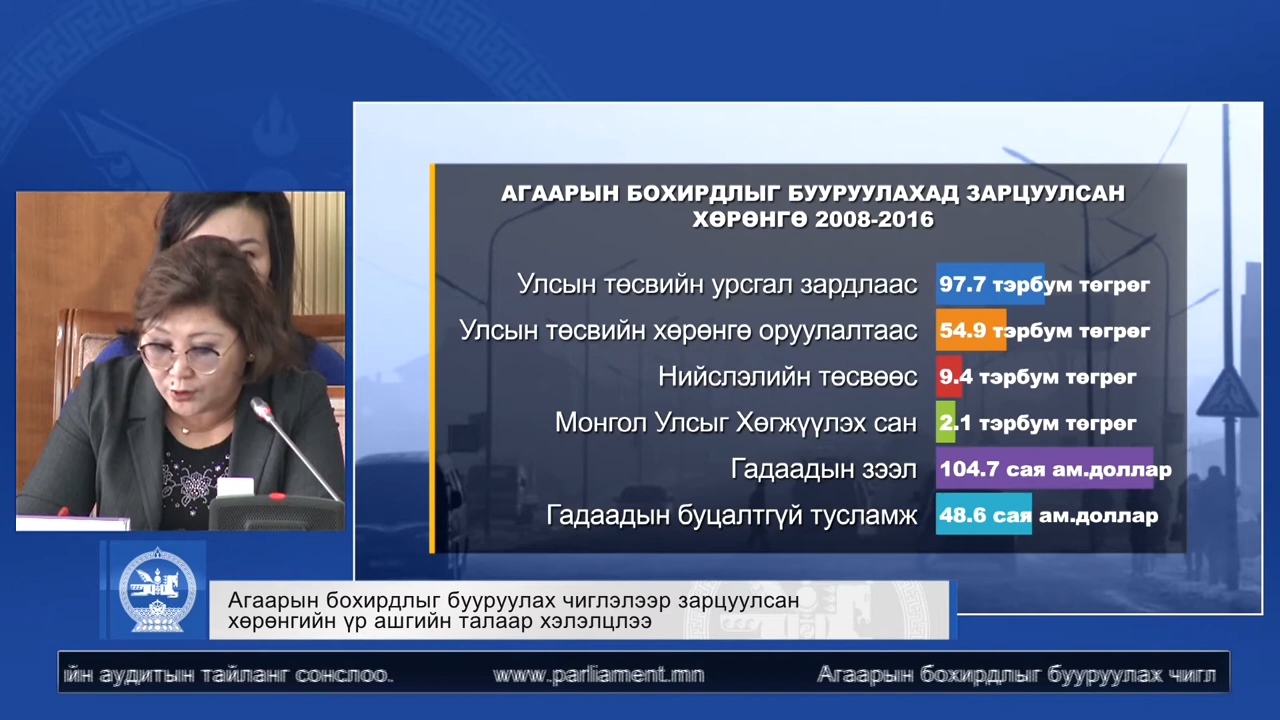 АГААРЫН БОХИРДЛЫГ БУУРУУЛАХАД ЗАРЦУУЛСАН
ХӨРӨНГӨ 2008-2016
Улсын төсвийн урсгал зардлаас 97.7 тэрбум төгрөг
Улсын төсвийн хөрөнгө оруулалтаас 54.9 тэрбум төгрөг
Нийслэлийн төсвөөс 9.4 тэрбум төгрөг
Монгол Улсыг Хөгжүүлэх сан 2.1 тэрбум төгрөг
Гадаадын зээл 104.7 сая ам.доллар
Гадаадын буцалтгүй тусламж 48.6 сая ам.доллар
Агаарын бохирдлыг бууруулах чиглэлээр зарцуулсан
хөрөнгийн үр ашгийн талаар хэлэлцлээ
ийн аудитын тайланг сонслоо. www.parliament.mn Агаарын бохирдлыг бууруулах чигл